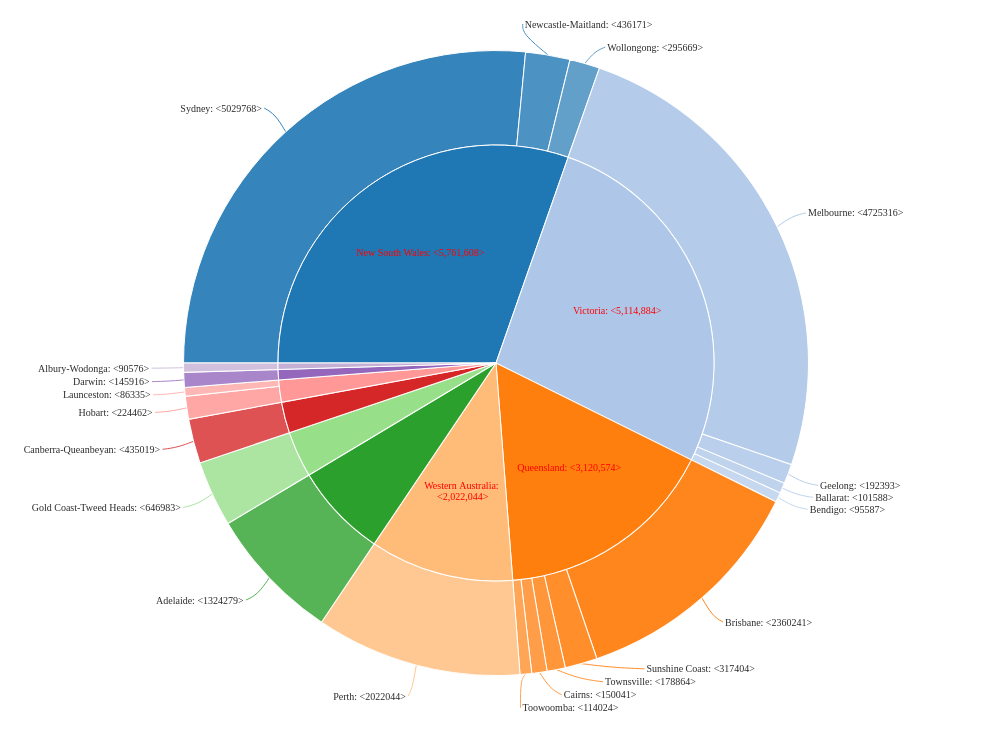 Newcastle-Maitland: <436171>
Wollongong: <295669>
Sydney: <5029768>
Melbourne: <4725316>
New South Wales: <5,761,608>
Victoria: <5,114,884>
Albury-Wodonga: <90576>
Darwin: <145916>
Launceston: <86335>
Hobart: <224462>
Canberra-Queanbeyan: <435019>
Queensland: <3,120,574>
Western Australia:
<2,022,044>
Geelong: <192393>
Ballarat: <101588>
Bendigo: <95587>
Gold Coast-Tweed Heads: <646983>
Adelaide: <1324279>
Brisbane: <2360241>
Sunshine Coast: <317404>
Townsville: <178864>
Cairns: <150041>
Perth: <2022044>
Toowoomba: <114024>